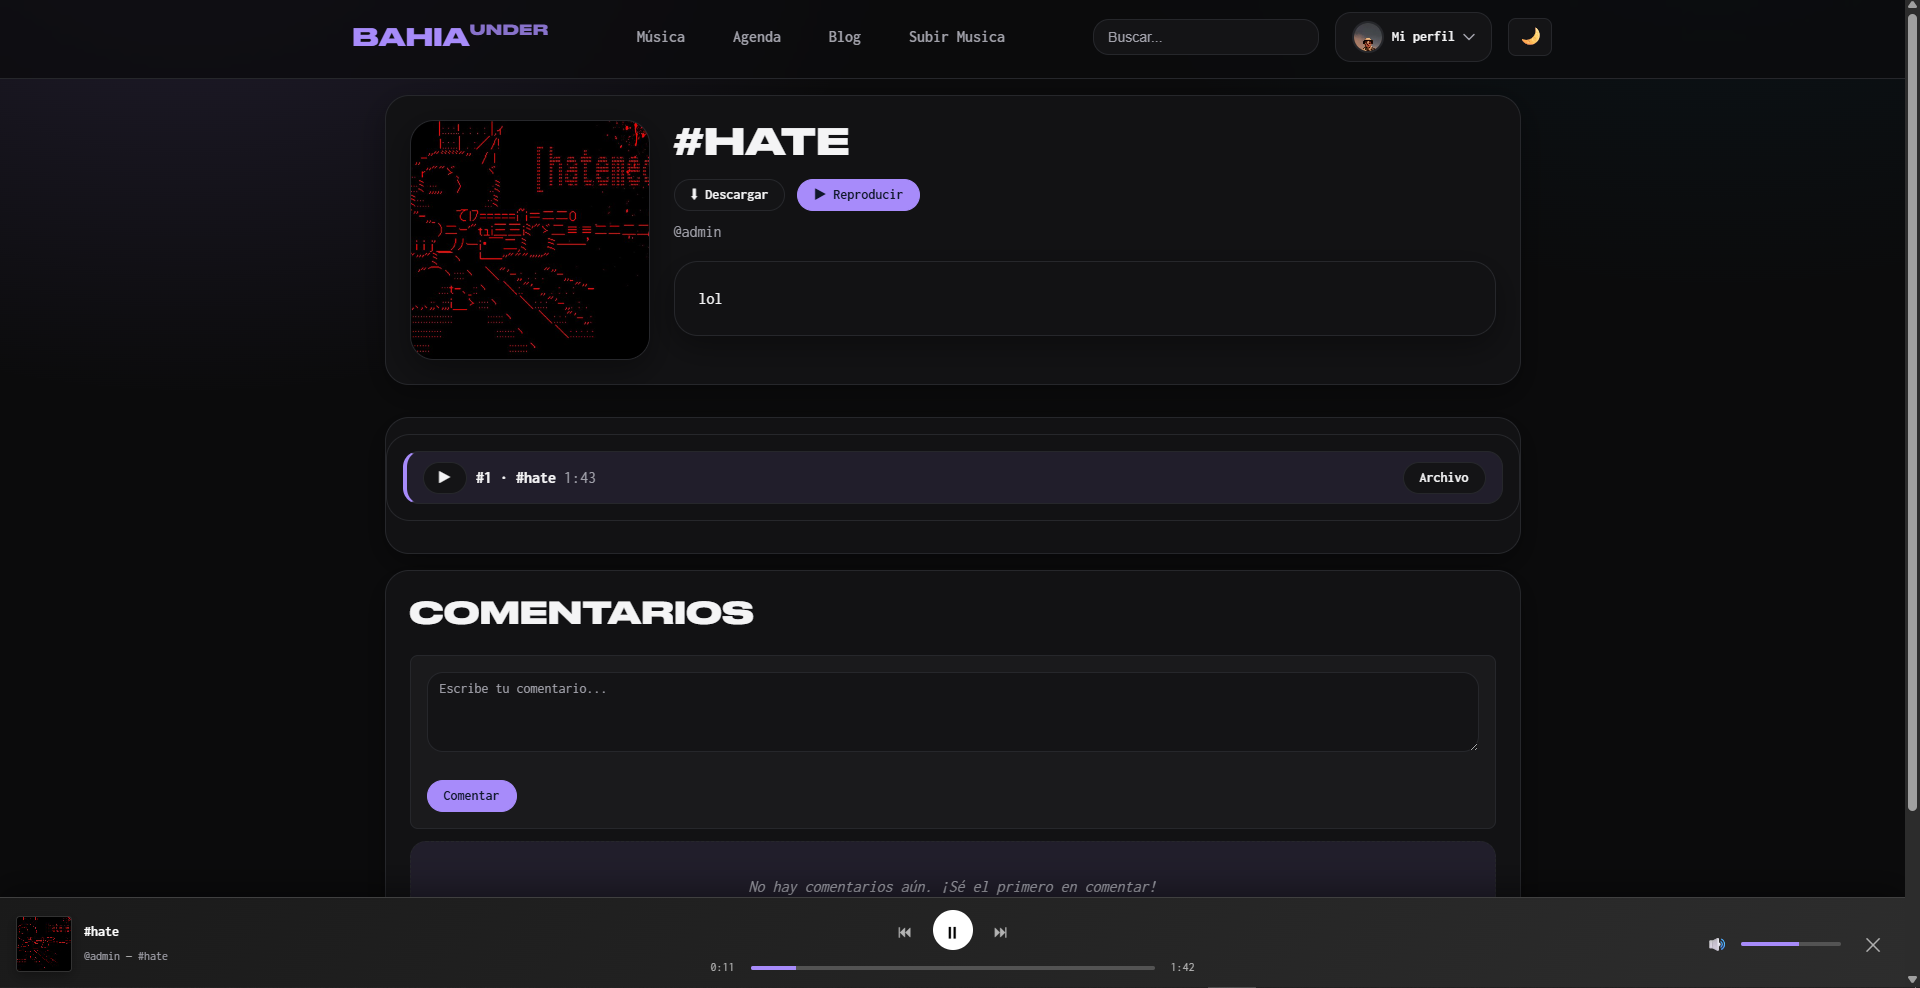 BAHIA UNDER
Música Agenda Blog Subir Musica
Buscar...
Mi perfil
#HATE
⬇ Descargar ▶ Reproducir
@admin
lol
#1 · #hate 1:43
Archivo
COMENTARIOS
Escribe tu comentario...
Comentar
No hay comentarios aún. ¡Sé el primero en comentar!
#hate
@admin — #hate
0:11
1:42